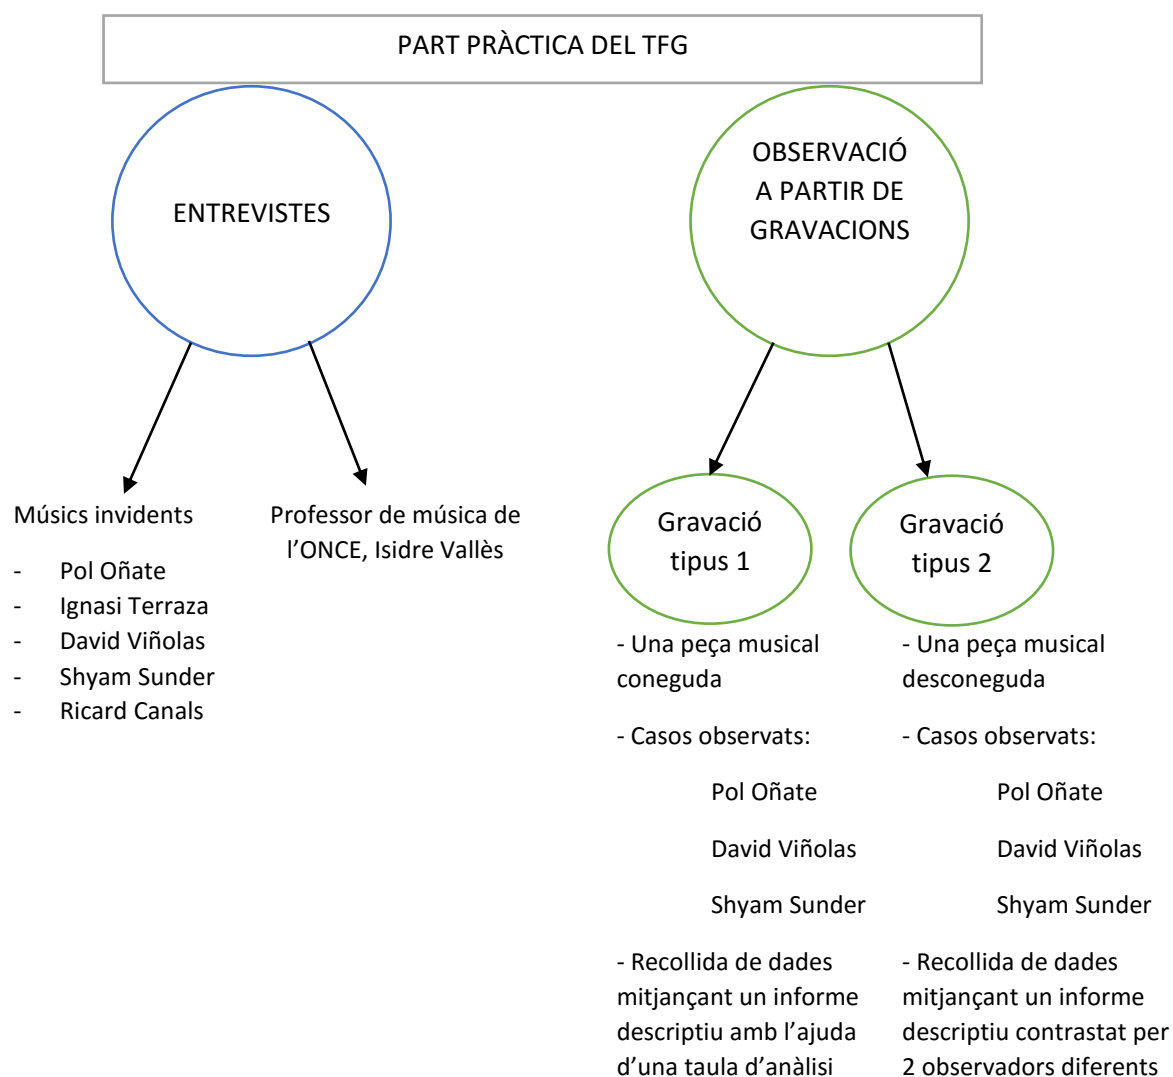 PART PRÀCTICA DEL TFG
ENTREVISTES
OBSERVACIÓ
A PARTIR DE
GRAVACIONS
Músics invidents
- Pol Oñate
- Ignasi Terraza
- David Viñolas
- Shyam Sunder
- Ricard Canals
Professor de música de
l’ONCE, Isidre Vallès
Gravació
tipus 1
- Una peça musical
coneguda
- Casos observats:
Pol Oñate
David Viñolas
Shyam Sunder
- Recollida de dades
mitjançant un informe
descriptiu amb l’ajuda
d’una taula d’anàlisi
Gravació
tipus 2
- Una peça musical
desconeguda
- Casos observats:
Pol Oñate
David Viñolas
Shyam Sunder
- Recollida de dades
mitjançant un informe
descriptiu contrastat per
2 observadors diferents